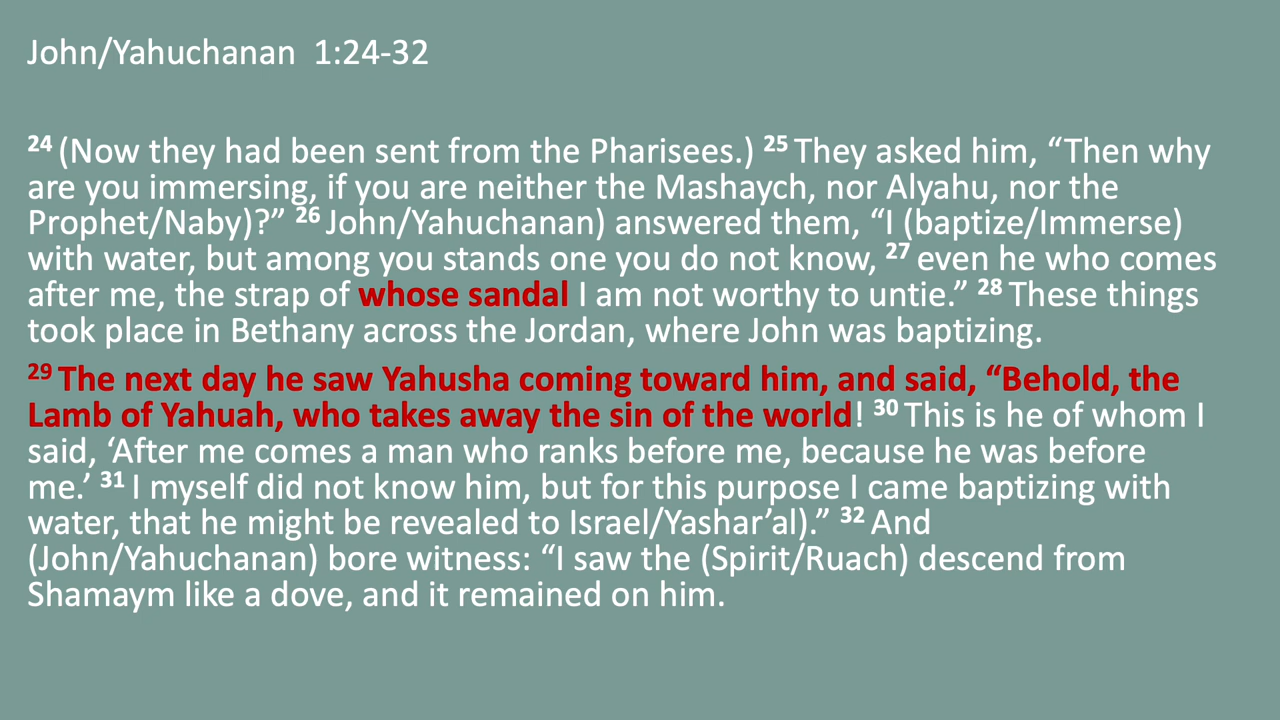 John/Yahuchanan  1:24-32
24 (Now they had been sent from the Pharisees.) 25 They asked him, “Then why
are you immersing, if you are neither the Mashaych, nor Alyahu, nor the
Prophet/Naby)?” 26 John/Yahuchanan) answered them, “I (baptize/Immerse)
with water, but among you stands one you do not know, 27 even he who comes
after me, the strap of whose sandal I am not worthy to untie.” 28 These things
took place in Bethany across the Jordan, where John was baptizing.
29 The next day he saw Yahusha coming toward him, and said, “Behold, the
Lamb of Yahuah, who takes away the sin of the world! 30 This is he of whom I
said, ‘After me comes a man who ranks before me, because he was before
me.’ 31 I myself did not know him, but for this purpose I came baptizing with
water, that he might be revealed to Israel/Yashar’al).” 32 And
(John/Yahuchanan) bore witness: “I saw the (Spirit/Ruach) descend from
Shamaym like a dove, and it remained on him.